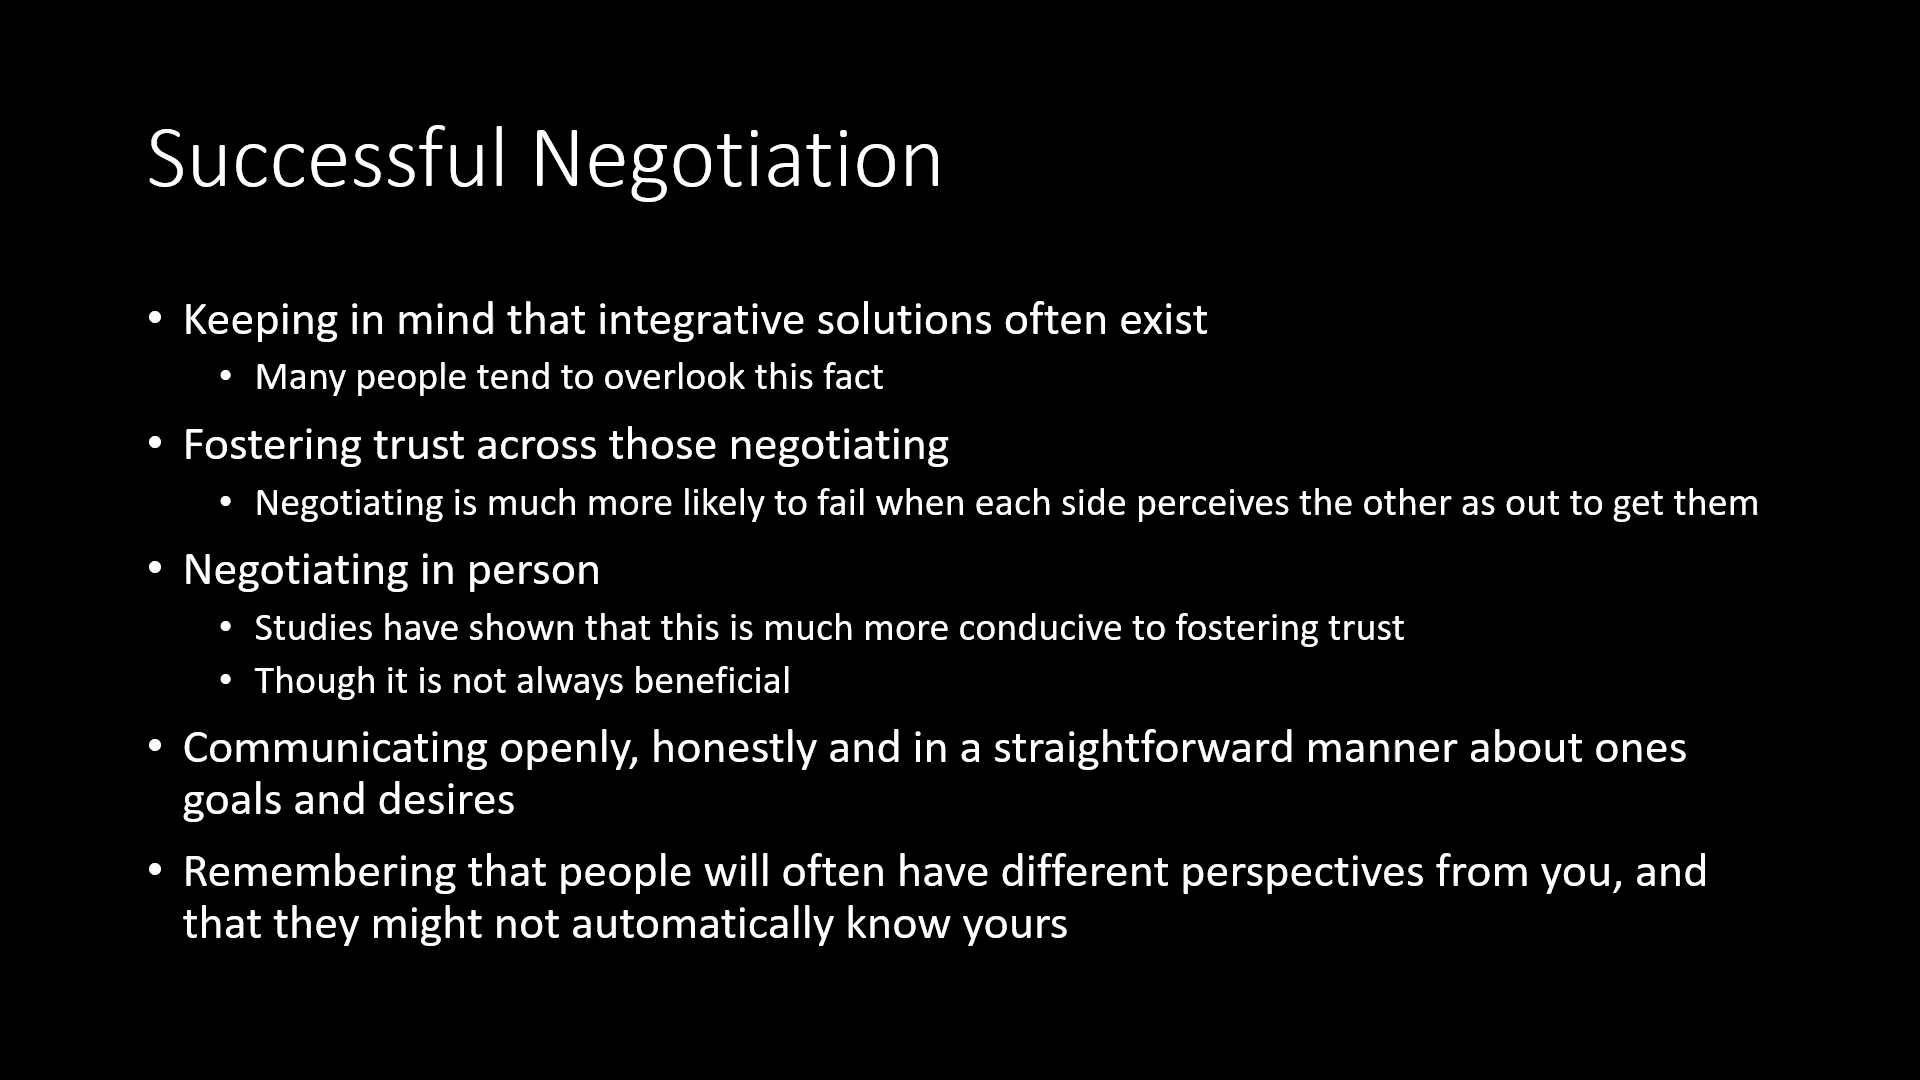 Successful Negotiation
• Keeping in mind that integrative solutions often exist
• Many people tend to overlook this fact
• Fostering trust across those negotiating
• Negotiating is much more likely to fail when each side perceives the other as out to get them
• Negotiating in person
• Studies have shown that this is much more conducive to fostering trust
• Though it is not always beneficial
• Communicating openly, honestly and in a straightforward manner about ones
goals and desires
• Remembering that people will often have different perspectives from you, and
that they might not automatically know yours